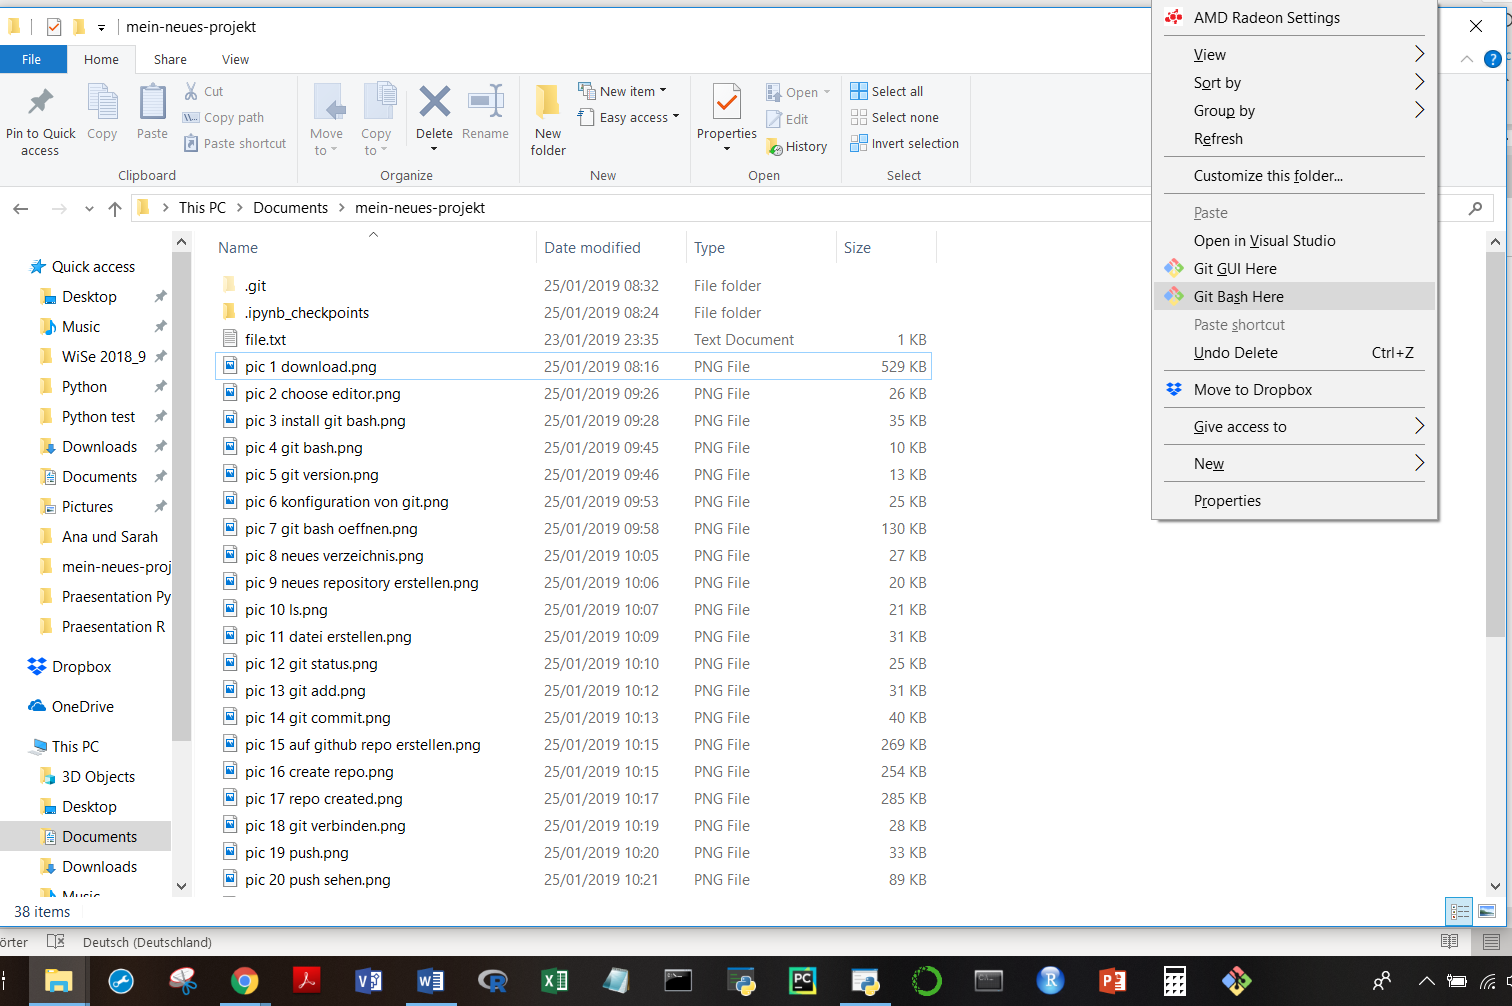 mein-neues-projekt
File Home Share View
Pin to Quick access
Copy
Paste
Cut
Copy path
Paste shortcut
Clipboard
Move to
Copy to
Delete
Rename
Organize
New folder
New item
Easy access
New
Properties
Open
Edit
History
Open
Select all
Select none
Invert selection
Select
This PC > Documents > mein-neues-projekt
Quick access
Desktop
Music
WiSe 2018_9
Python
Python test
Downloads
Documents
Pictures
Ana und Sarah
mein-neues-proj
Praesentation Py
Praesentation R
Dropbox
OneDrive
This PC
3D Objects
Desktop
Documents
Downloads
Music
Name Date modified Type Size
.git 25/01/2019 08:32 File folder
.ipynb_checkpoints 25/01/2019 08:24 File folder
file.txt 23/01/2019 23:35 Text Document 1 KB
pic 1 download.png 25/01/2019 08:16 PNG File 529 KB
pic 2 choose editor.png 25/01/2019 09:26 PNG File 26 KB
pic 3 install git bash.png 25/01/2019 09:28 PNG File 35 KB
pic 4 git bash.png 25/01/2019 09:45 PNG File 10 KB
pic 5 git version.png 25/01/2019 09:46 PNG File 13 KB
pic 6 konfiguration von git.png 25/01/2019 09:53 PNG File 25 KB
pic 7 git bash oeffnen.png 25/01/2019 09:58 PNG File 130 KB
pic 8 neues verzeichnis.png 25/01/2019 10:05 PNG File 27 KB
pic 9 neues repository erstellen.png 25/01/2019 10:06 PNG File 20 KB
pic 10 ls.png 25/01/2019 10:07 PNG File 21 KB
pic 11 datei erstellen.png 25/01/2019 10:09 PNG File 31 KB
pic 12 git status.png 25/01/2019 10:10 PNG File 25 KB
pic 13 git add.png 25/01/2019 10:12 PNG File 31 KB
pic 14 git commit.png 25/01/2019 10:13 PNG File 40 KB
pic 15 auf github repo erstellen.png 25/01/2019 10:15 PNG File 269 KB
pic 16 create repo.png 25/01/2019 10:15 PNG File 254 KB
pic 17 repo created.png 25/01/2019 10:17 PNG File 285 KB
pic 18 git verbinden.png 25/01/2019 10:19 PNG File 28 KB
pic 19 push.png 25/01/2019 10:20 PNG File 33 KB
pic 20 push sehen.png 25/01/2019 10:21 PNG File 89 KB
AMD Radeon Settings
View
Sort by
Group by
Refresh
Customize this folder...
Paste
Open in Visual Studio
Git GUI Here
Git Bash Here
Paste shortcut
Undo Delete Ctrl+Z
Move to Dropbox
Give access to
New
Properties
38 items
örter Deutsch (Deutschland)